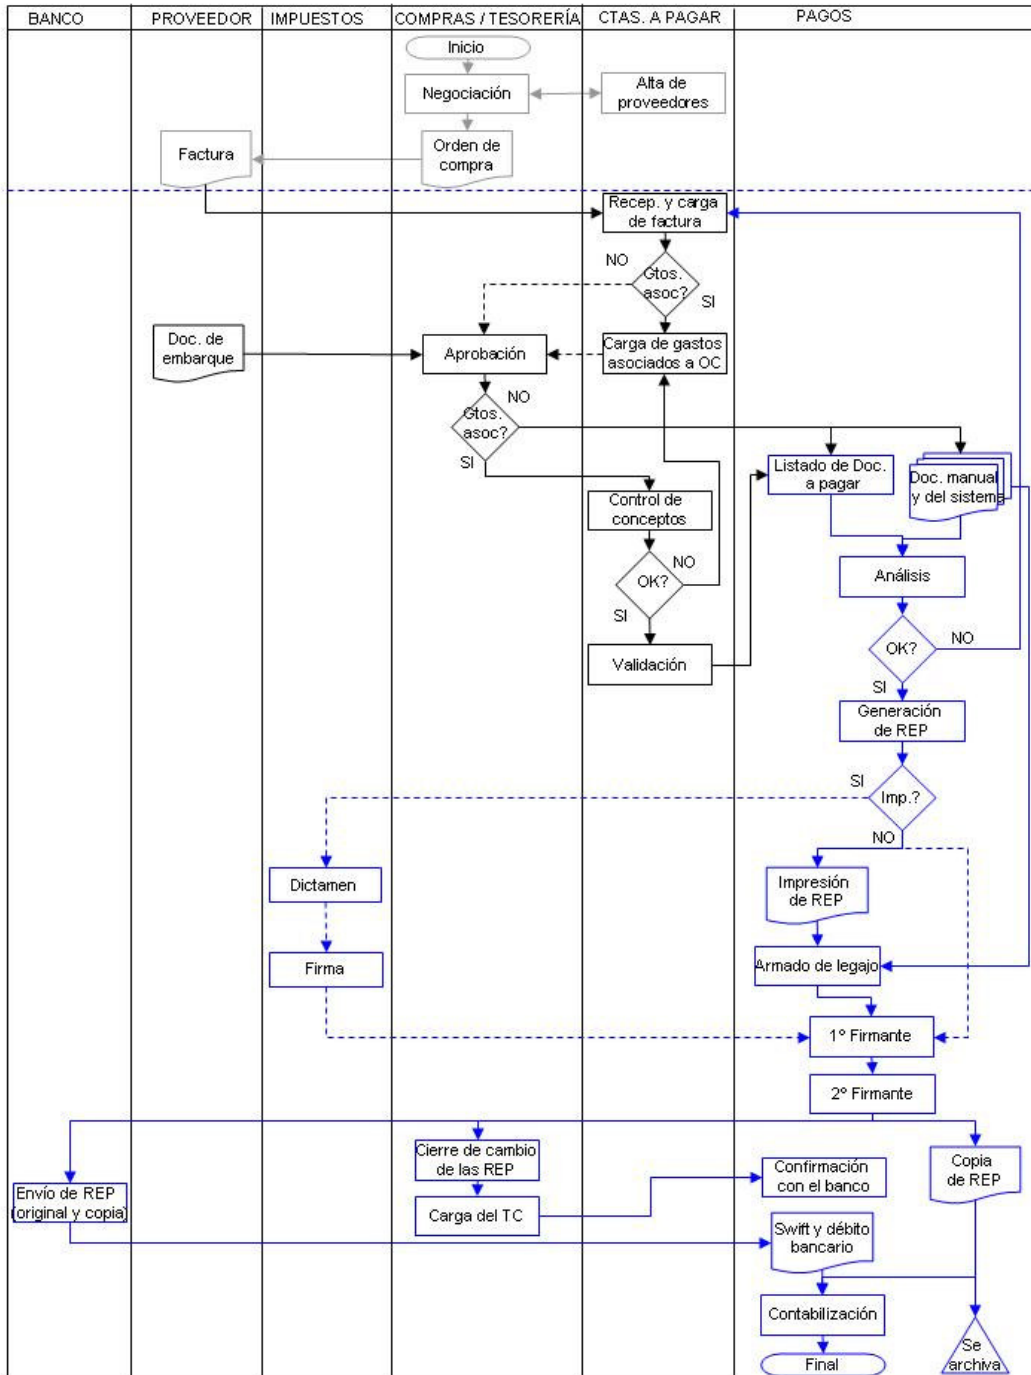 BANCO
PROVEEDOR
IMPUESTOS
COMPRAS / TESORERÍA
CTAS. A PAGAR
PAGOS
Inicio
Negociación
Alta de
proveedores
Factura
Orden de
compra
Recep. y carga
de factura
NO
Gtos.
asoc?
SI
Doc. de
embarque
Aprobación
Carga de gastos
asociados a OC
NO
Gtos.
asoc?
SI
Listado de Doc.
a pagar
Doc. manual
y del sistema
Control de
conceptos
Análisis
NO
OK?
SI
OK?
NO
Validación
SI
Generación
de REP
SI
Imp.?
NO
Dictamen
Impresión
de REP
Firma
Armado de legajo
1º Firmante
2º Firmante
Cierre de cambio
de las REP
Confirmación
con el banco
Copia
de REP
Envío de REP
(original y copia)
Carga del TC
Swift y débito
bancario
Contabilización
Final
Se
archiva